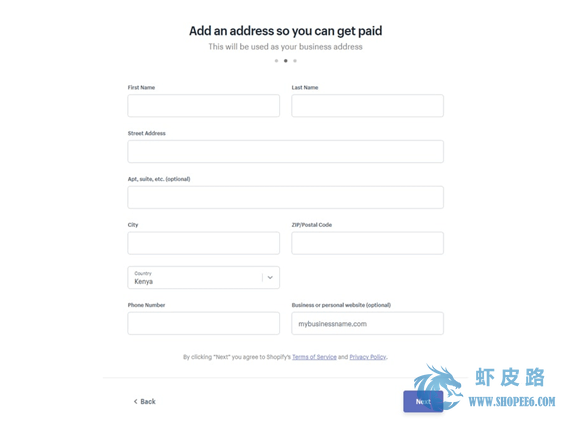 Add an address so you can get paid
This will be used as your business address
First Name
Last Name
Street Address
Apt, suite, etc. (optional)
City
ZIP/Postal Code
Country
Kenya
Phone Number
Business or personal website (optional)
mybusinessname.com
By clicking "Next" you agree to Shopify's Terms of Service and Privacy Policy.
Back
Next
虾皮路
WWW.SHOPEE6.COM